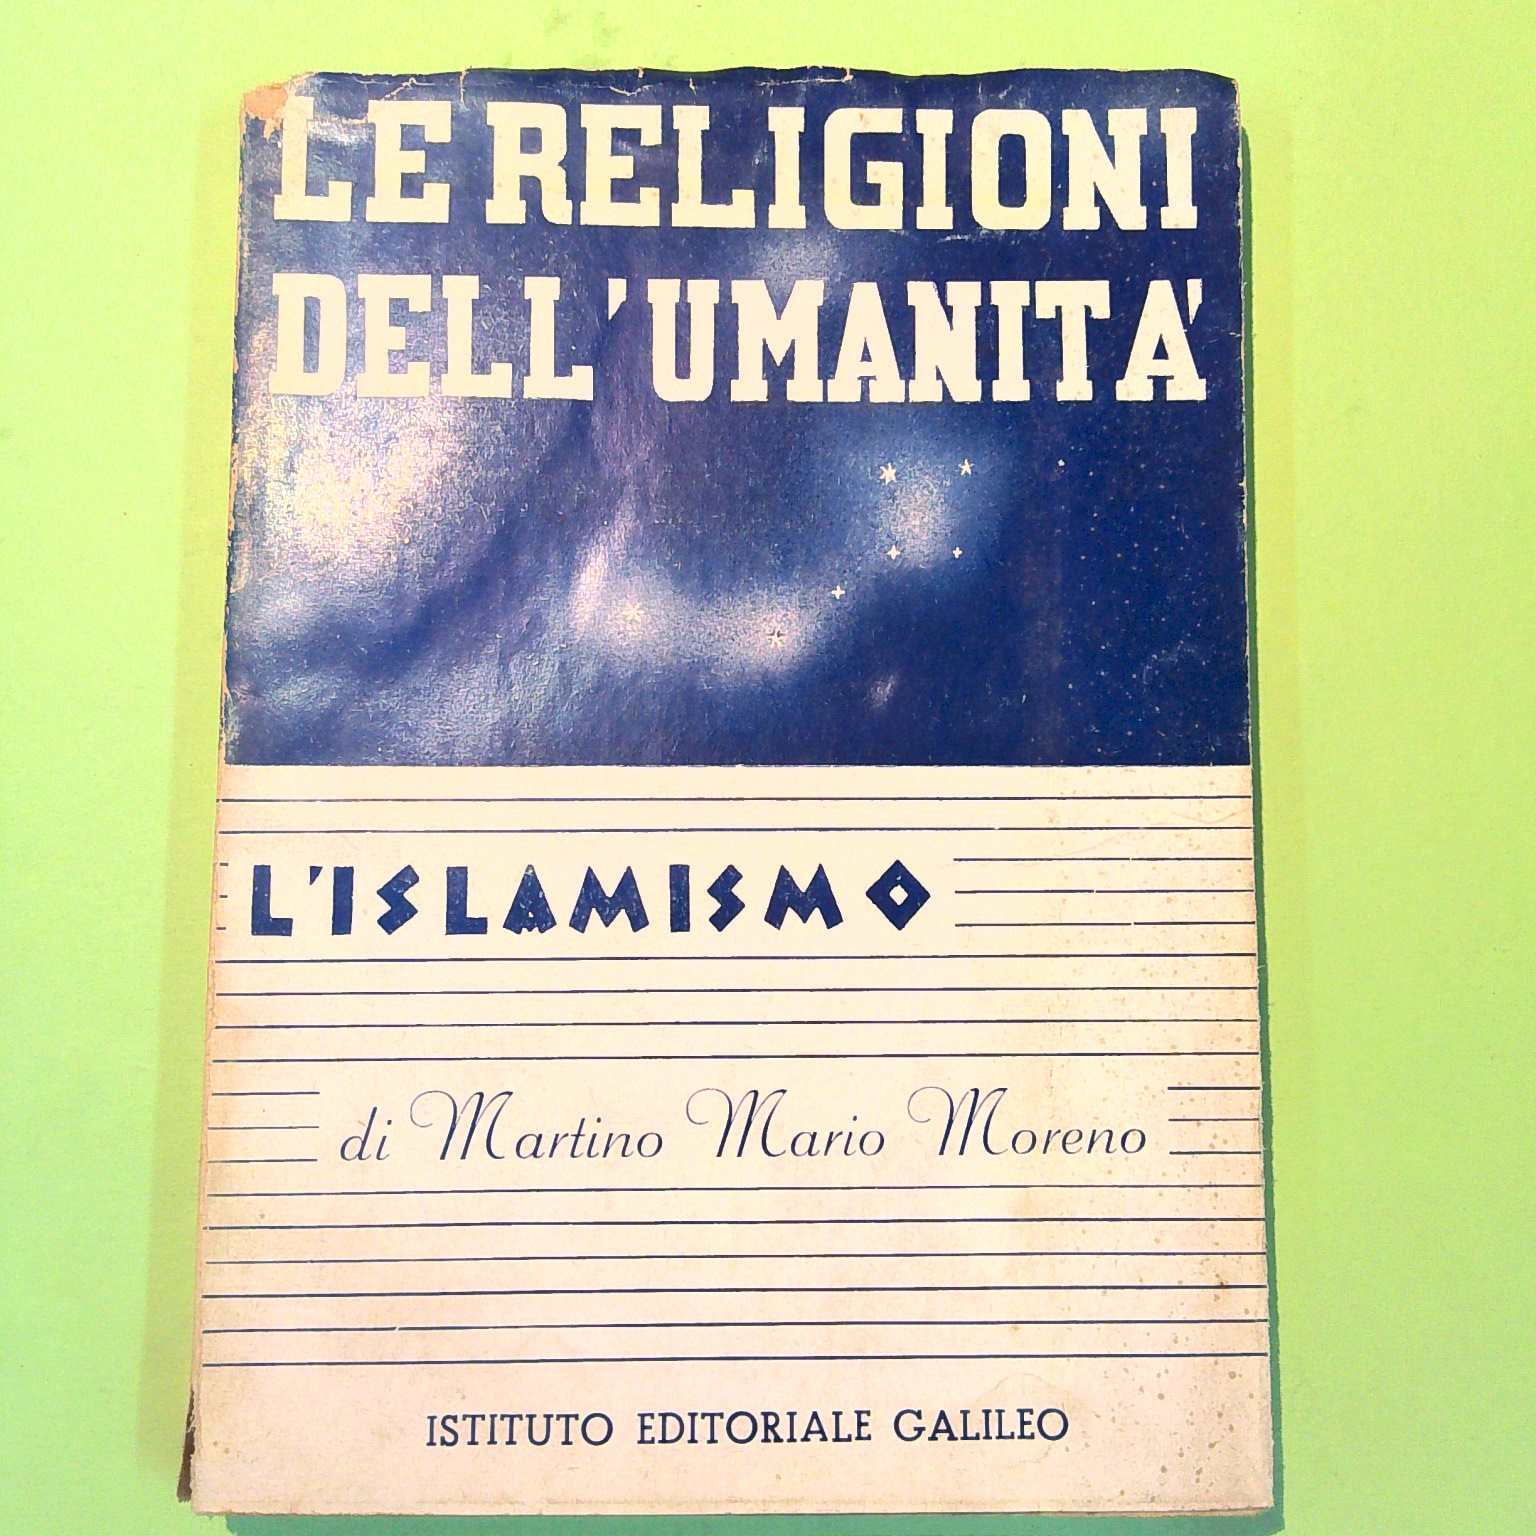 LE RELIGIONI
DELL'UMANITA'
L'ISLAMISMO
di Martino Mario Moreno
ISTITUTO EDITORIALE GALILEO